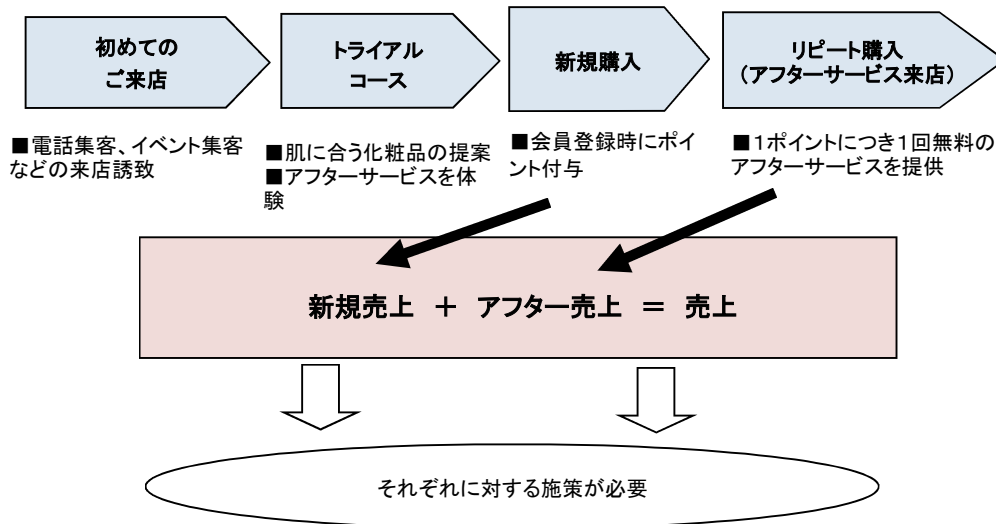 初めての
ご来店
トライアル
コース
新規購入
リピート購入
（アフターサービス来店）
■電話集客、イベント集客
などの来店誘致
■肌に合う化粧品の提案
■アフターサービスを体
験
■会員登録時にポイ
ント付与
■１ポイントにつき１回無料の
アフターサービスを提供
新規売上 ＋ アフター売上 ＝ 売上
それぞれに対する施策が必要